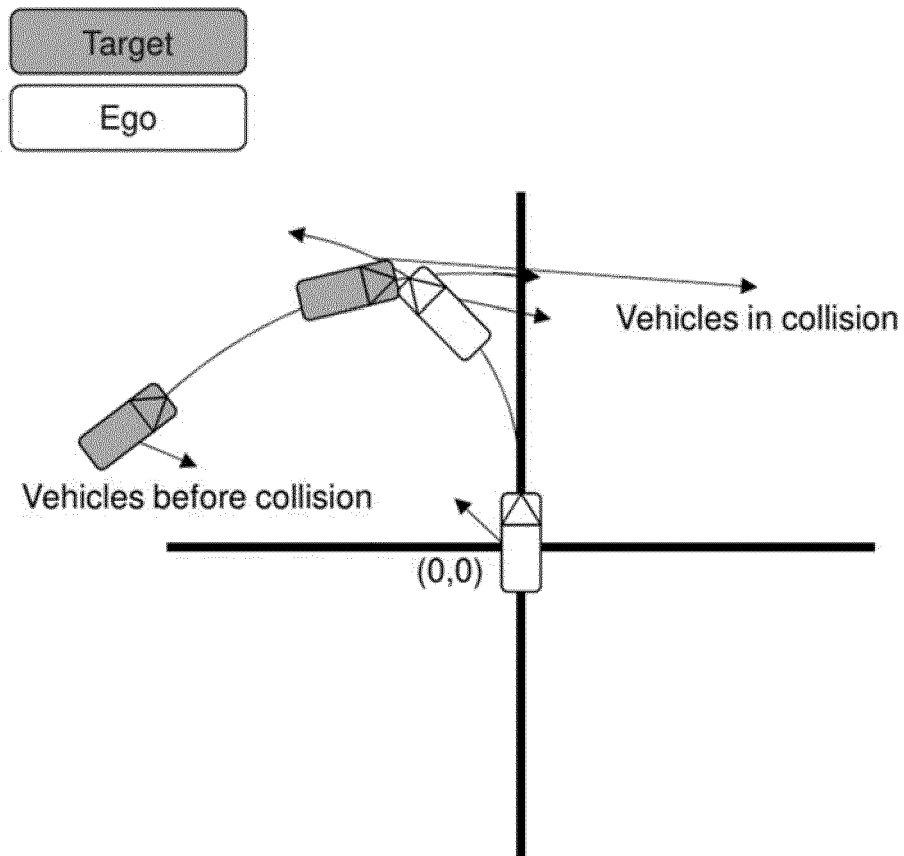 Target
Ego
Vehicles in collision
Vehicles before collision
(0,0)